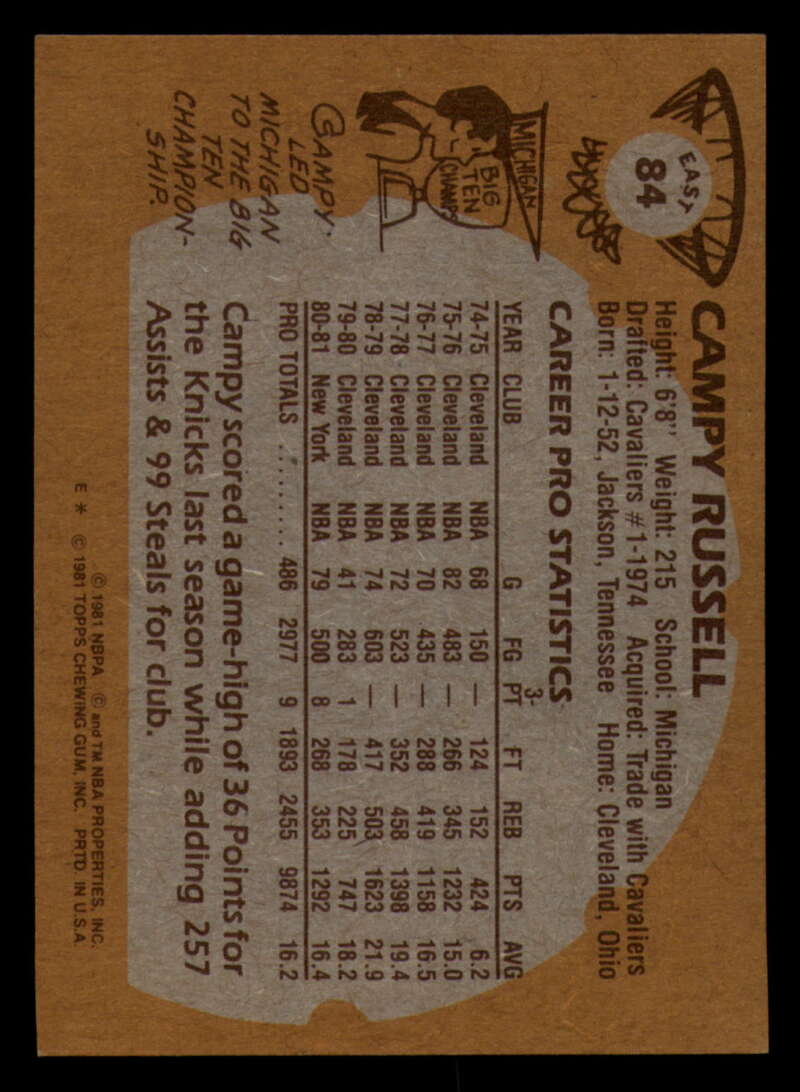 EAST
84
CAMPY RUSSELL
Height: 6'8" Weight: 215 School: Michigan
Drafted: Cavaliers #1-1974 Acquired: Trade with Cavaliers
Born: 1-12-52, Jackson, Tennessee Home: Cleveland, Ohio
CAREER PRO STATISTICS
YEAR CLUB G FG 3-PT FT REB PTS AVG
74-75 Cleveland NBA 68 150 — 124 152 424 6.2
75-76 Cleveland NBA 82 483 — 266 345 1232 15.0
76-77 Cleveland NBA 70 435 — 288 419 1158 16.5
77-78 Cleveland NBA 72 523 — 352 458 1398 19.4
78-79 Cleveland NBA 74 603 — 417 503 1623 21.9
79-80 Cleveland NBA 41 283 1 178 225 747 18.2
80-81 New York NBA 79 500 8 268 353 1292 16.4
PRO TOTALS .......... 486 2977 9 1893 2455 9874 16.2
Campy scored a game-high of 36 Points for
the Knicks last season while adding 257
Assists & 99 Steals for club.
MICHIGAN
BIG
TEN
CHAMPS
CAMPY
LED
MICHIGAN
TO THE BIG
TEN
CHAMPION-
SHIP.
© 1981 NBPA © and TM NBA PROPERTIES, INC.
E * © 1981 TOPPS CHEWING GUM, INC. PRTD. IN U.S.A.